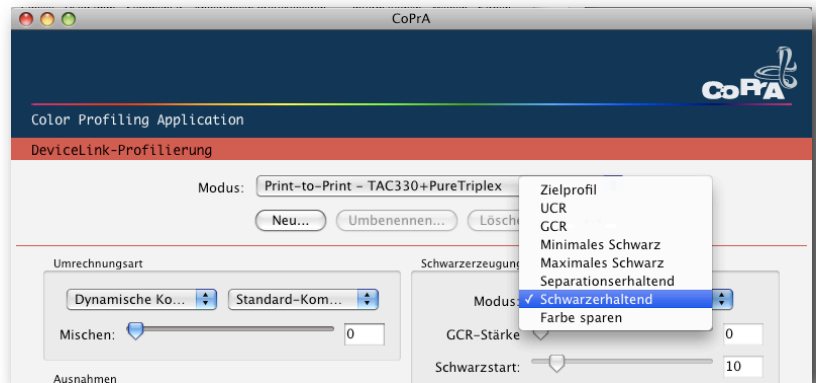 CoPrA
CoPrA
Color Profiling Application
DeviceLink-Profilierung
Modus: Print-to-Print – TAC330+PureTriplex
Neu... Umbenennen...
Zielprofil
UCR
GCR
Minimales Schwarz
Maximales Schwarz
Separationserhaltend
✓ Schwarzerhaltend
Farbe sparen
Umrechnungsart
Dynamische Ko... Standard-Kom...
Mischen: 0
Schwarzerzeugung
Modus:
GCR-Stärke 0
Schwarzstart: 10
Ausnahmen